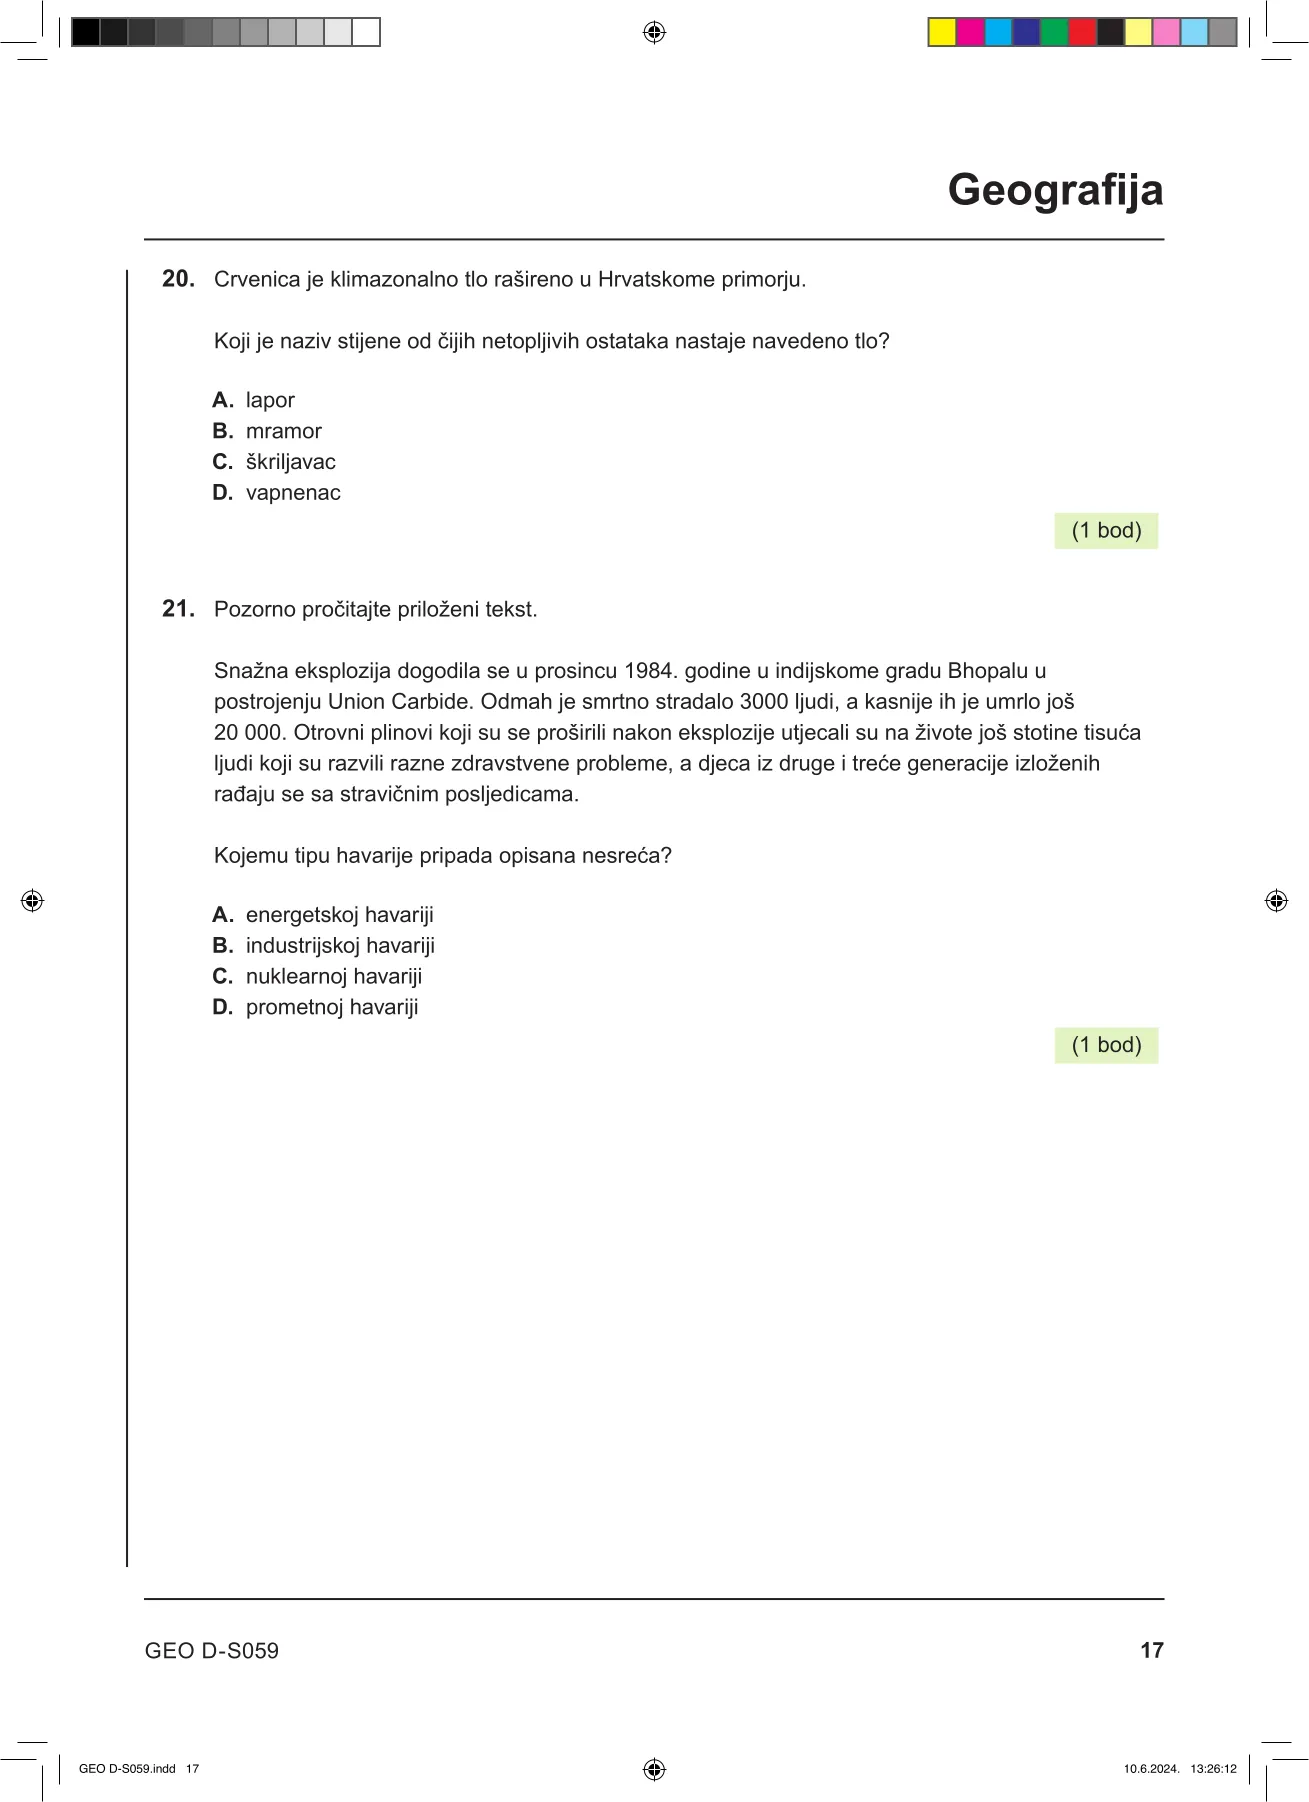 Geografija
20. Crvenica je klimazonalno tlo rašireno u Hrvatskome primorju.
Koji je naziv stijene od čijih netopljivih ostataka nastaje navedeno tlo?
A. lapor
B. mramor
C. škriljavac
D. vapnenac
(1 bod)
21. Pozorno pročitajte priloženi tekst.
Snažna eksplozija dogodila se u prosincu 1984. godine u indijskome gradu Bhopalu u
postrojenju Union Carbide. Odmah je smrtno stradalo 3000 ljudi, a kasnije ih je umrlo još
20 000. Otrovni plinovi koji su se proširili nakon eksplozije utjecali su na živote još stotine tisuća
ljudi koji su razvili razne zdravstvene probleme, a djeca iz druge i treće generacije izloženih
rađaju se sa stravičnim posljedicama.
Kojemu tipu havarije pripada opisana nesreća?
A. energetskoj havariji
B. industrijskoj havariji
C. nuklearnoj havariji
D. prometnoj havariji
(1 bod)
GEO D-S059
17
GEO D-S059.indd 17
10.6.2024. 13:26:12